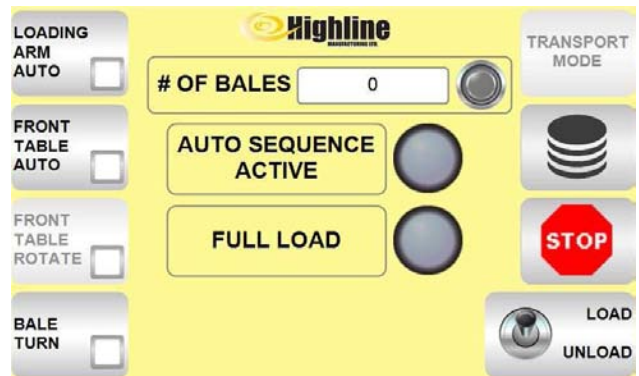 LOADING
ARM
AUTO
Highline
MANUFACTURING LTD.
TRANSPORT
MODE
# OF BALES
0
FRONT
TABLE
AUTO
AUTO SEQUENCE
ACTIVE
FRONT
TABLE
ROTATE
FULL LOAD
STOP
BALE
TURN
LOAD
UNLOAD